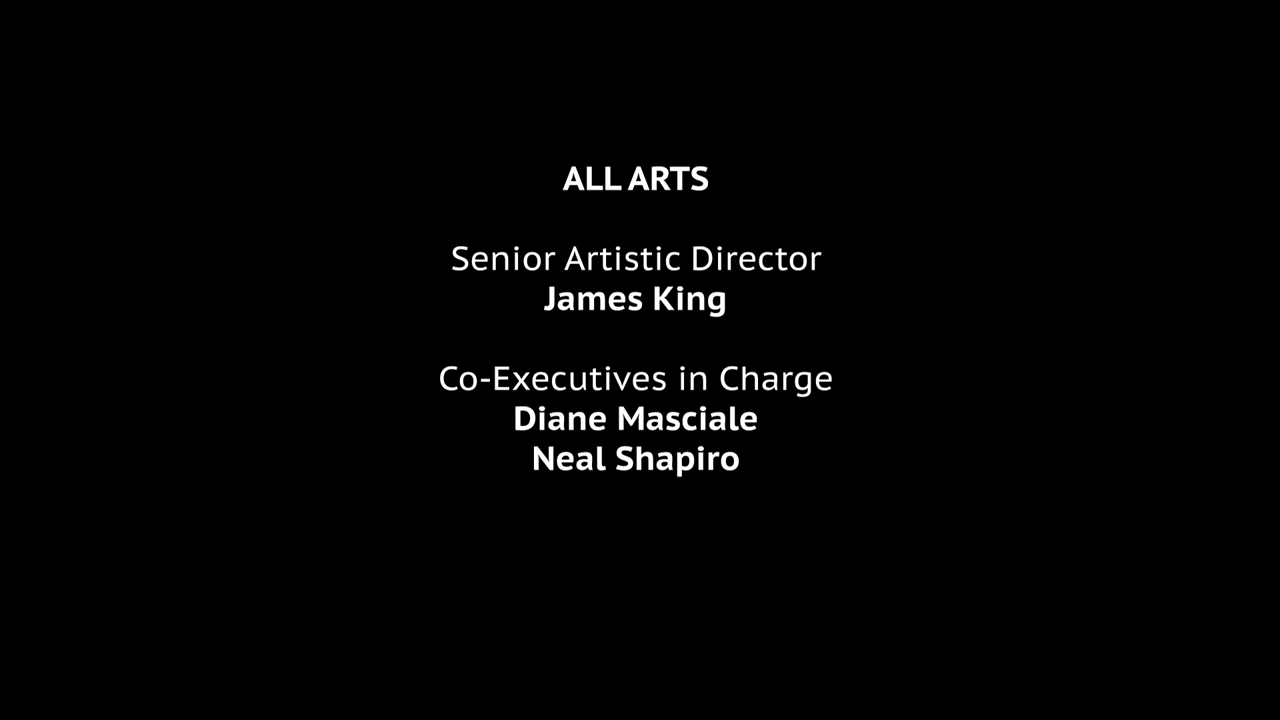 ALL ARTS
Senior Artistic Director
James King
Co-Executives in Charge
Diane Masciale
Neal Shapiro